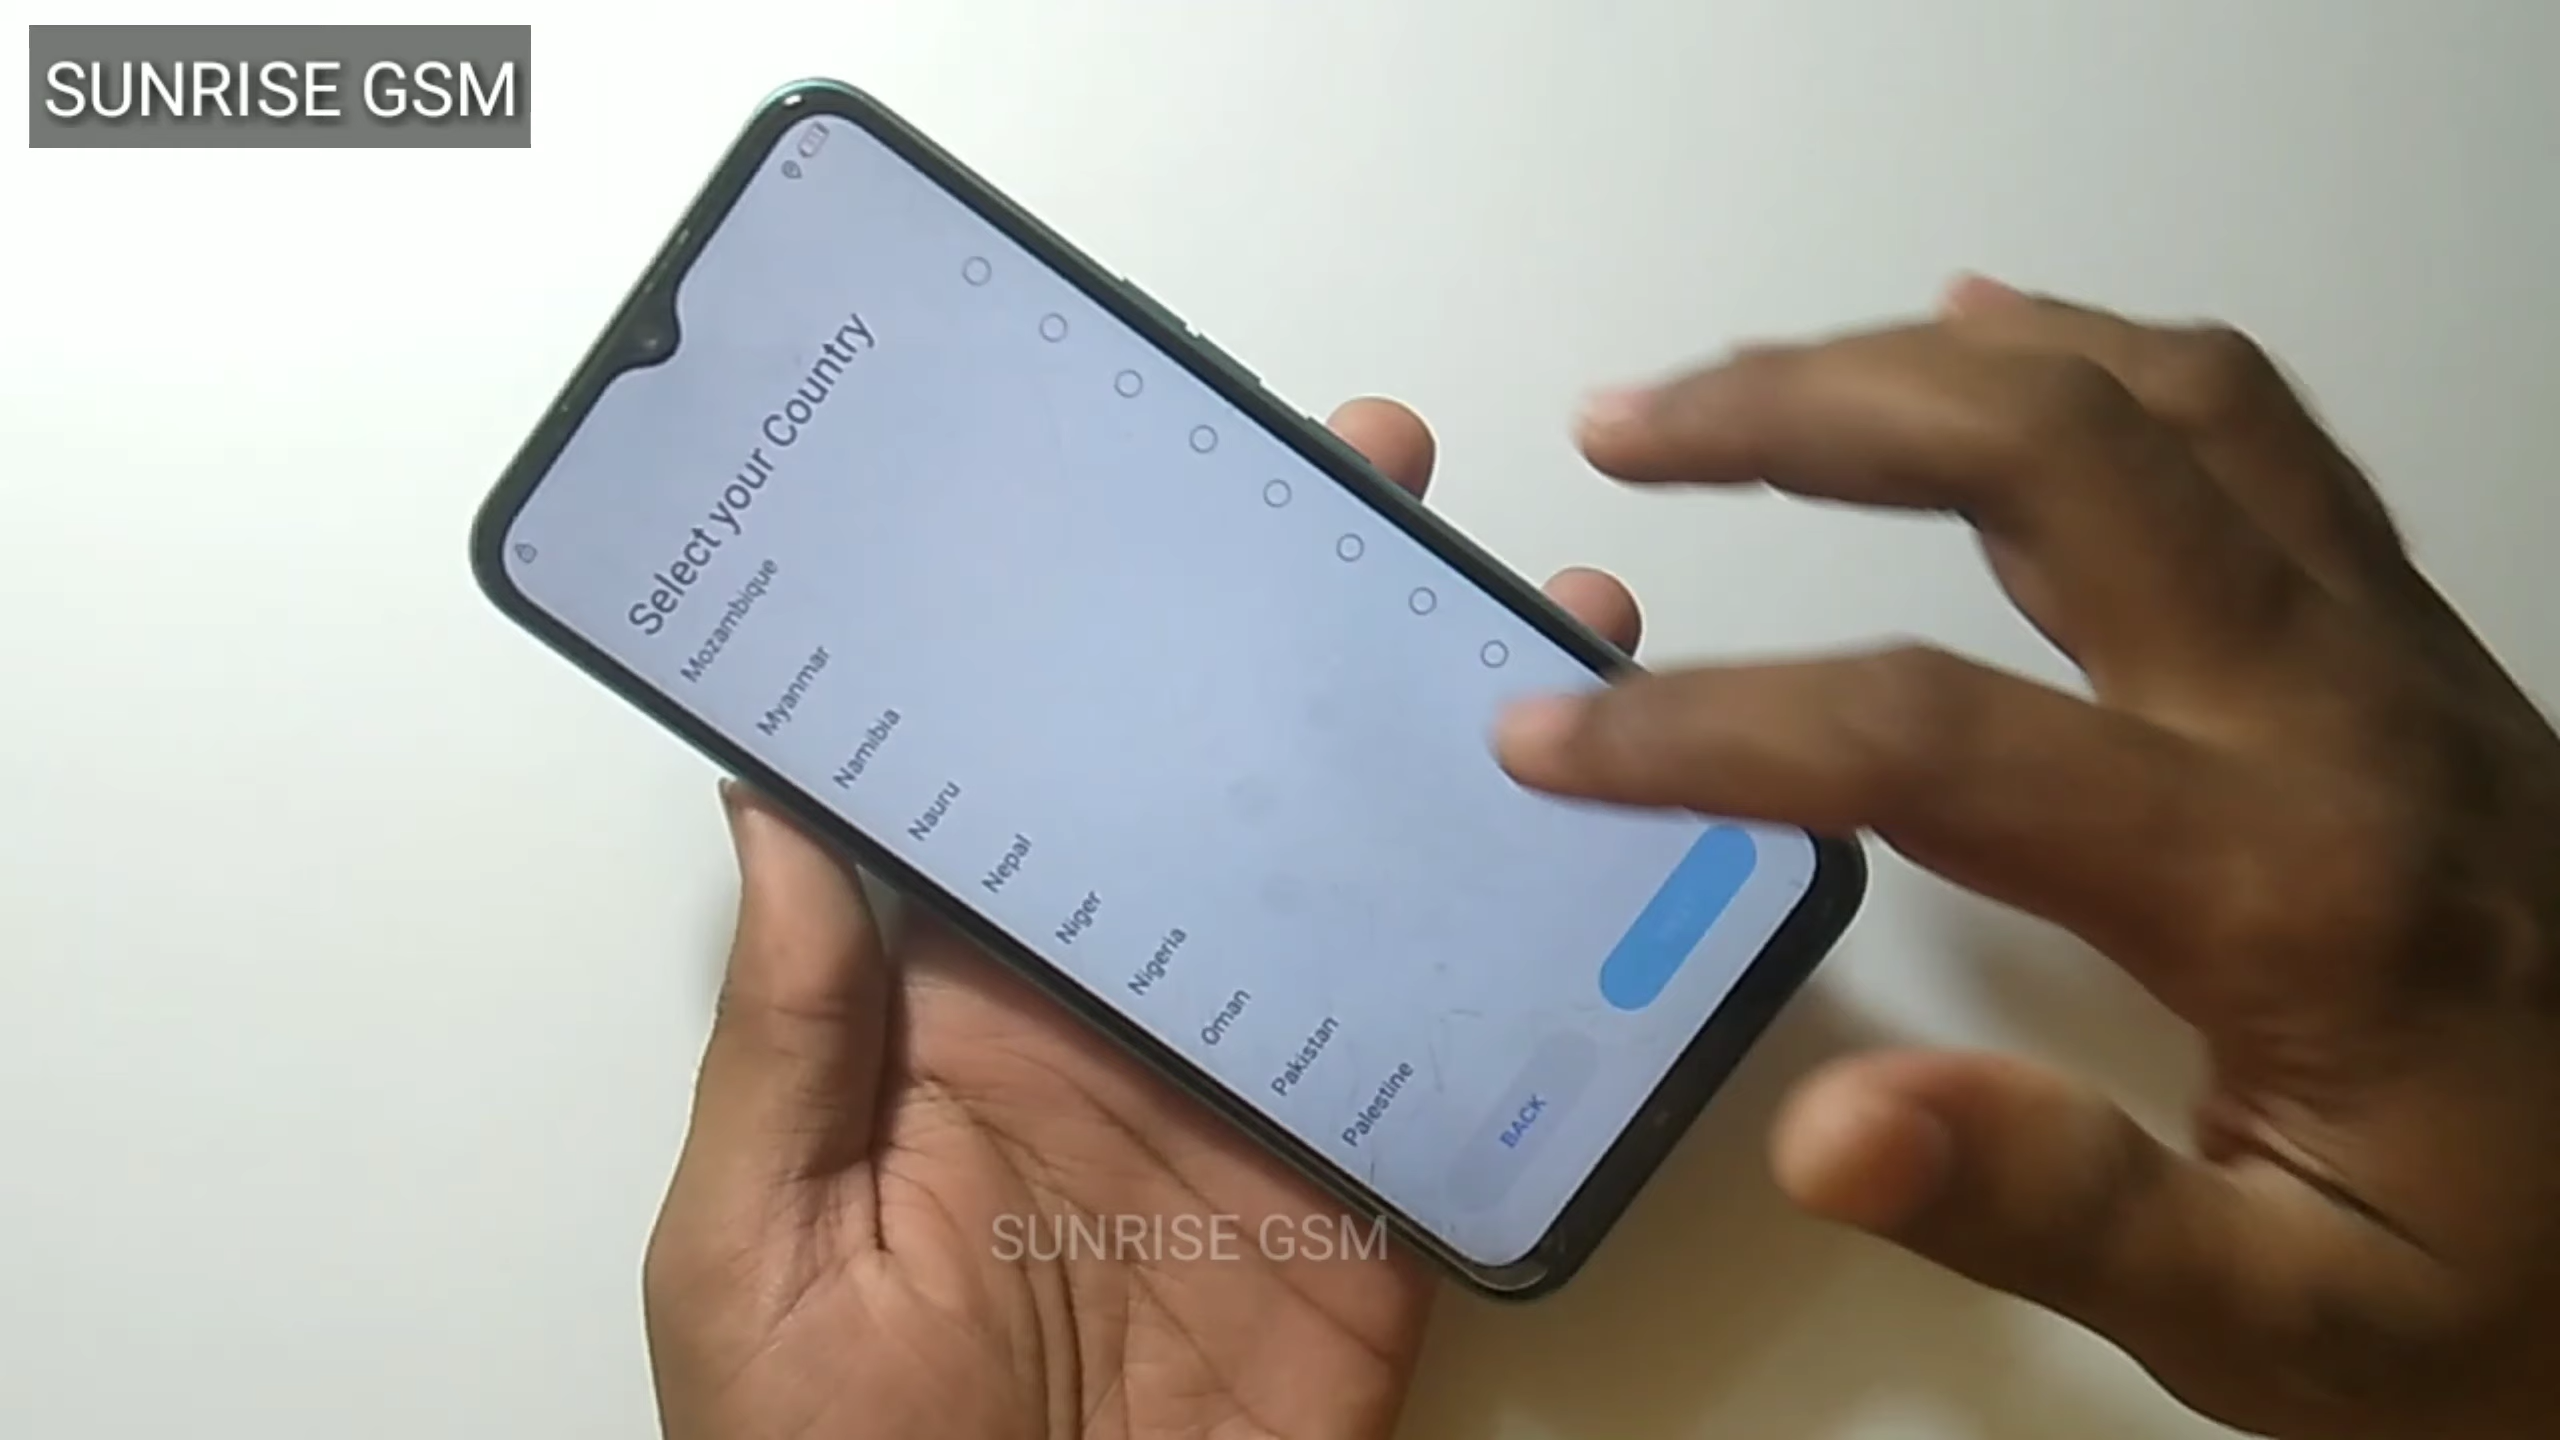 SUNRISE GSM
Select your Country
Mozambique
Myanmar
Namibia
Nauru
Nepal
Niger
Nigeria
Oman
Pakistan
Palestine
BACK
SUNRISE GSM